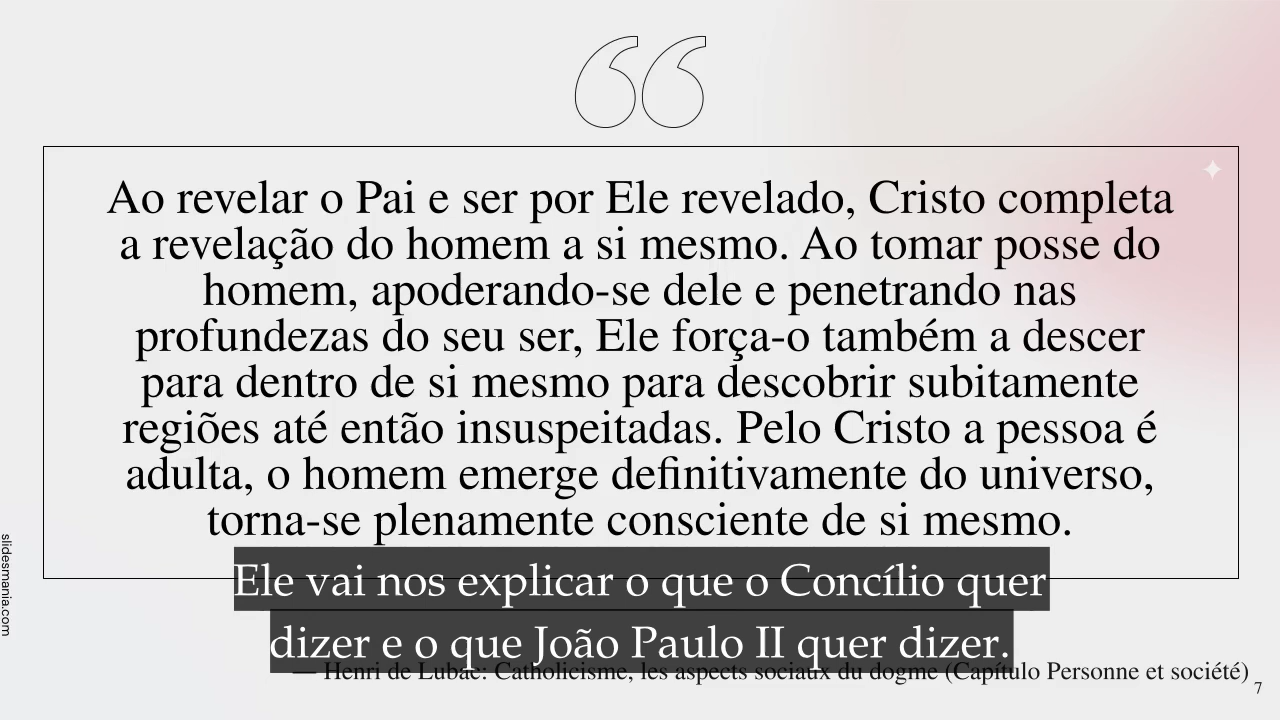 “
Ao revelar o Pai e ser por Ele revelado, Cristo completa
a revelação do homem a si mesmo. Ao tomar posse do
homem, apoderando-se dele e penetrando nas
profundezas do seu ser, Ele força-o também a descer
para dentro de si mesmo para descobrir subitamente
regiões até então insuspeitadas. Pelo Cristo a pessoa é
adulta, o homem emerge definitivamente do universo,
torna-se plenamente consciente de si mesmo.
Ele vai nos explicar o que o Concílio quer
dizer e o que João Paulo II quer dizer.
— Henri de Lubac: Catholicisme, les aspects sociaux du dogme (Capítulo Personne et société)
7
slidesmania.com